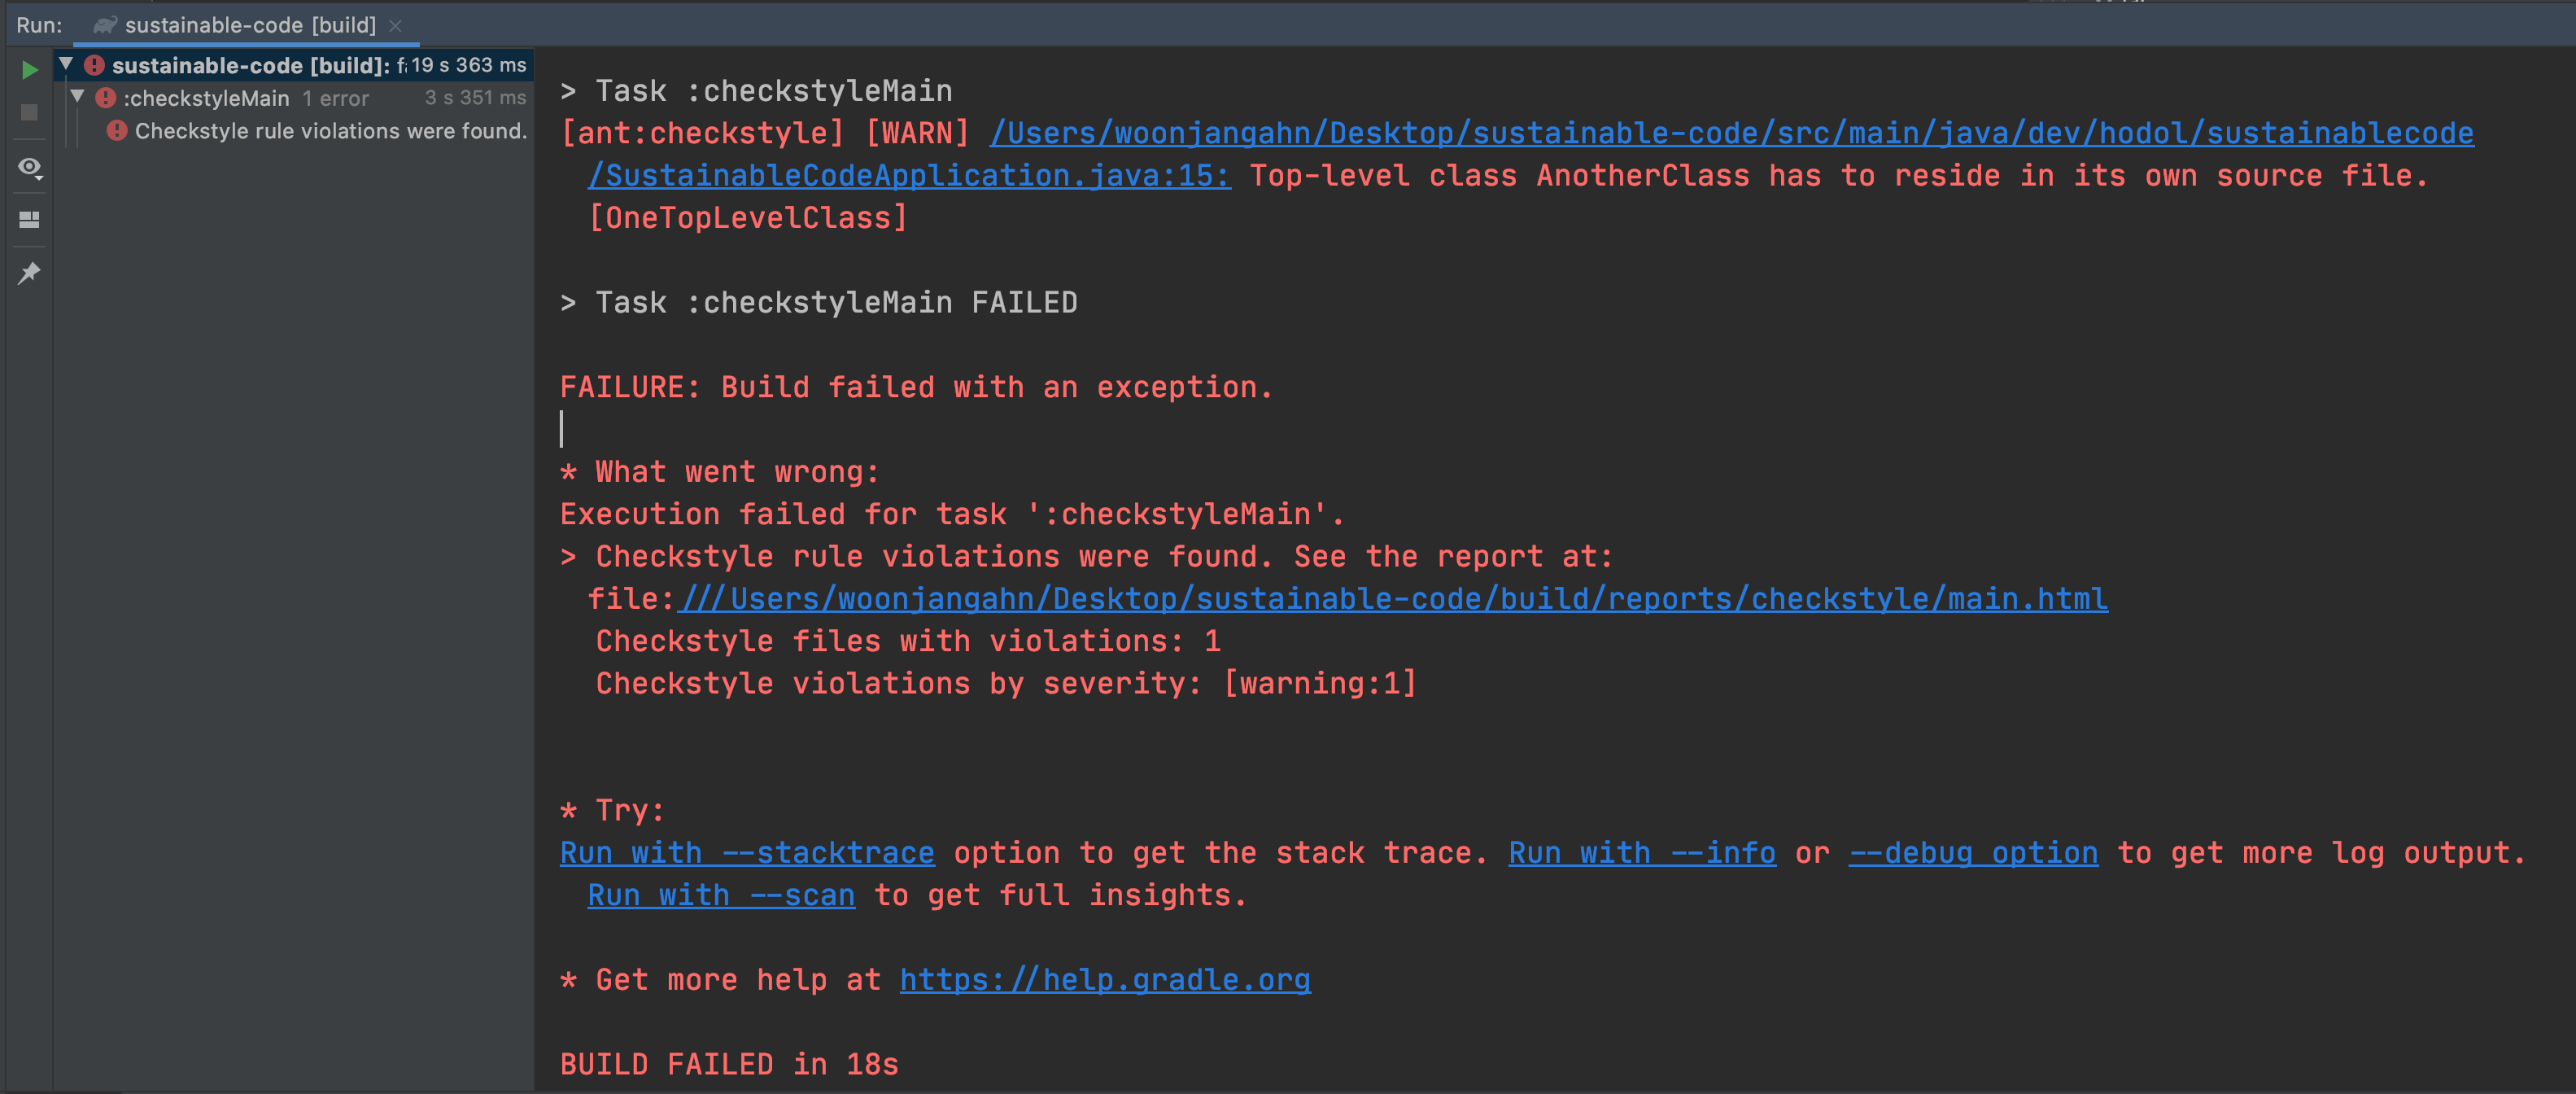 Run: sustainable-code [build]
sustainable-code [build]: fa 19 s 363 ms
:checkstyleMain 1 error 3 s 351 ms
Checkstyle rule violations were found.
> Task :checkstyleMain
[ant:checkstyle] [WARN] /Users/woonjangahn/Desktop/sustainable-code/src/main/java/dev/hodol/sustainablecode
/SustainableCodeApplication.java:15: Top-level class AnotherClass has to reside in its own source file.
[OneTopLevelClass]
> Task :checkstyleMain FAILED
FAILURE: Build failed with an exception.
* What went wrong:
Execution failed for task ':checkstyleMain'.
> Checkstyle rule violations were found. See the report at:
file:///Users/woonjangahn/Desktop/sustainable-code/build/reports/checkstyle/main.html
Checkstyle files with violations: 1
Checkstyle violations by severity: [warning:1]
* Try:
Run with --stacktrace option to get the stack trace. Run with --info or --debug option to get more log output.
Run with --scan to get full insights.
* Get more help at https://help.gradle.org
BUILD FAILED in 18s